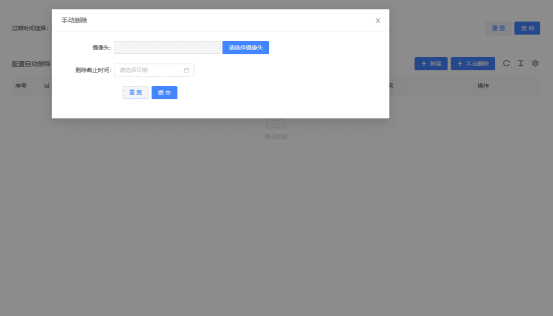 手动删除
过期时间选择:
重 置
查 询
摄像头:
请选择摄像头
配置自动删除
+ 新建
+ 手动删除
删除截止时间:
请选择日期
序号
操作
重 置
提 交
暂无数据